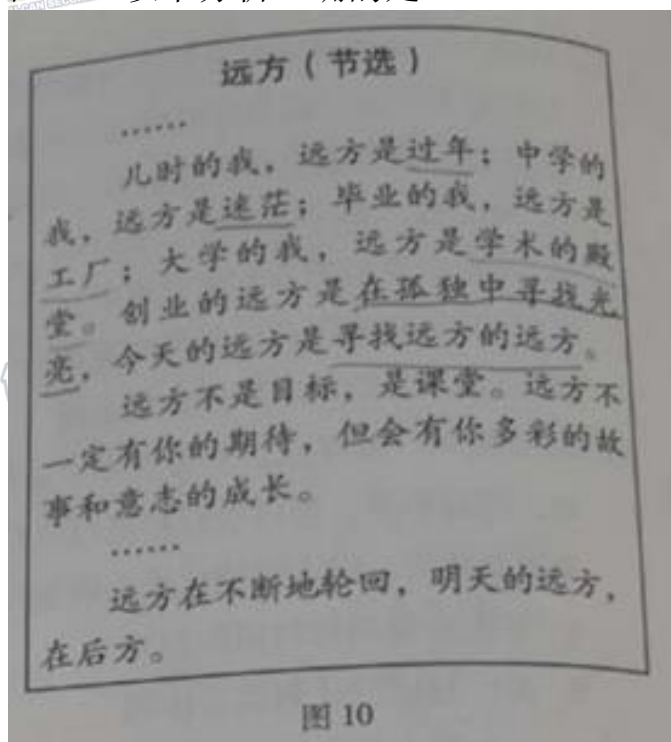 远方（节选）
……
儿时的我，远方是过年；中学的
我，远方是迷茫；毕业的我，远方是
工厂；大学的我，远方是学术的殿
堂。创业的远方是在孤独中寻找光
亮，今天的远方是寻找远方的远方。
远方不是目标，是课堂。远方不
一定有你的期待，但会有你多彩的故
事和意志的成长。
……
远方在不断地轮回，明天的远方，
在后方。
图 10